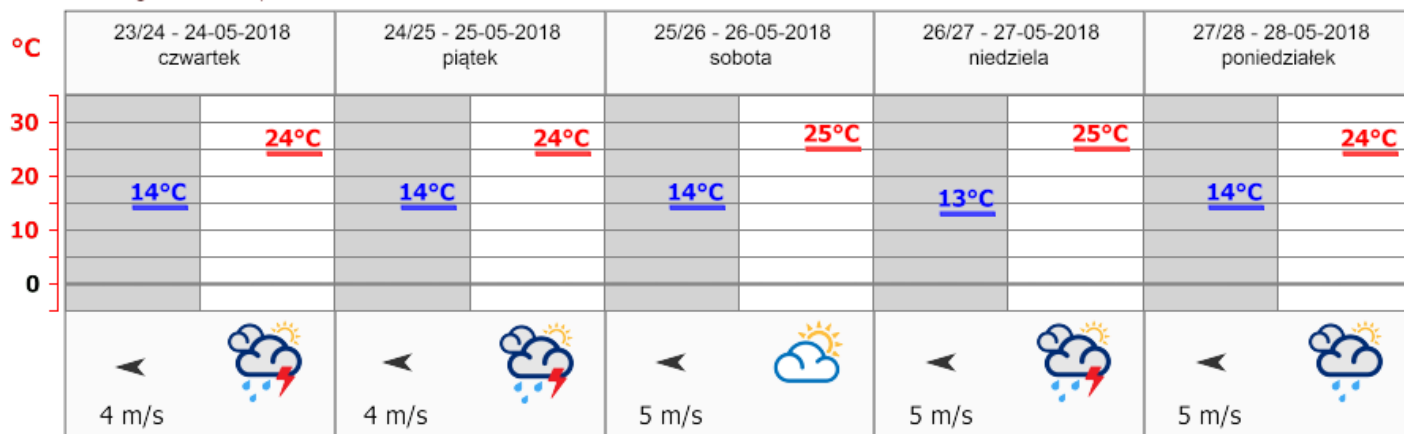 23/24 - 24-05-2018
czwartek
24/25 - 25-05-2018
piątek
25/26 - 26-05-2018
sobota
26/27 - 27-05-2018
niedziela
27/28 - 28-05-2018
poniedziałek
°C
30
20
10
0
24°C
24°C
25°C
25°C
24°C
14°C
14°C
14°C
13°C
14°C
4 m/s
4 m/s
5 m/s
5 m/s
5 m/s